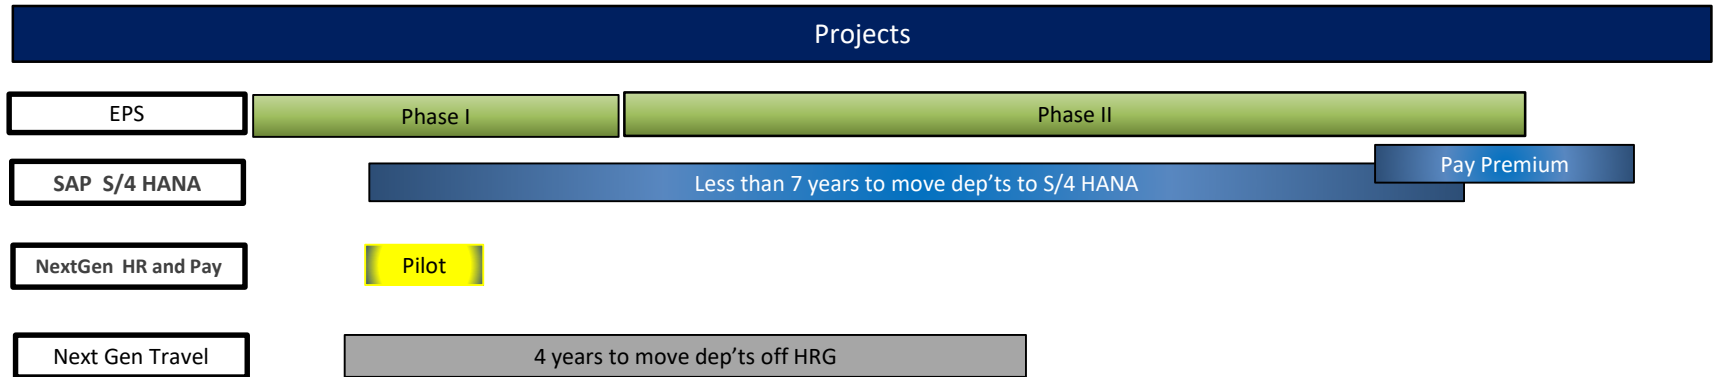 Projects
EPS
Phase I
Phase II
SAP S/4 HANA
Less than 7 years to move dep’ts to S/4 HANA
Pay Premium
NextGen HR and Pay
Pilot
Next Gen Travel
4 years to move dep’ts off HRG